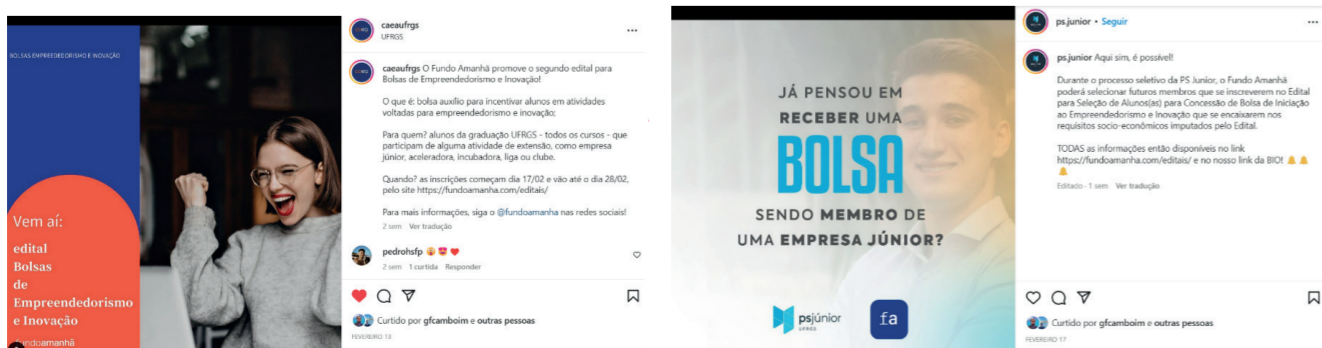 BOLSAS EMPREENDEDORISMO E INOVAÇÃO
Vem aí:
edital
Bolsas
de
Empreendedorismo
e Inovação
fundoamanhã
caeaufrgs
UFRGS
caeaufrgs O Fundo Amanhã promove o segundo edital para
Bolsas de Empreendedorismo e Inovação!
O que é: bolsa auxílio para incentivar alunos em atividades
voltadas para empreendedorismo e inovação;
Para quem? alunos da graduação UFRGS - todos os cursos - que
participam de alguma atividade de extensão, como empresa
júnior, aceleradora, incubadora, liga ou clube.
Quando? as inscrições começam dia 17/02 e vão até o dia 28/02,
pelo site https://fundoamanha.com/editais/
Para mais informações, siga o @fundoamanha nas redes sociais!
2 sem Ver tradução
pedrohsfp
2 sem 1 curtida Responder
Curtido por gfcamboim e outras pessoas
FEVEREIRO 13
JÁ PENSOU EM
RECEBER UMA
BOLSA
SENDO MEMBRO DE
UMA EMPRESA JÚNIOR?
psjúnior
UFRGS
fa
ps.junior • Seguir
ps.junior Aqui sim, é possível!
Durante o processo seletivo da PS Junior, o Fundo Amanhã
poderá selecionar futuros membros que se inscreverem no Edital
para Seleção de Alunos(as) para Concessão de Bolsa de Iniciação
ao Empreendedorismo e Inovação que se encaixarem nos
requisitos socio-econômicos imputados pelo Edital.
TODAS as informações então disponíveis no link
https://fundoamanha.com/editais/ e no nosso link da BIO! 🔔 🔔
🔔
Editado · 1 sem Ver tradução
Curtido por gfcamboim e outras pessoas
FEVEREIRO 17